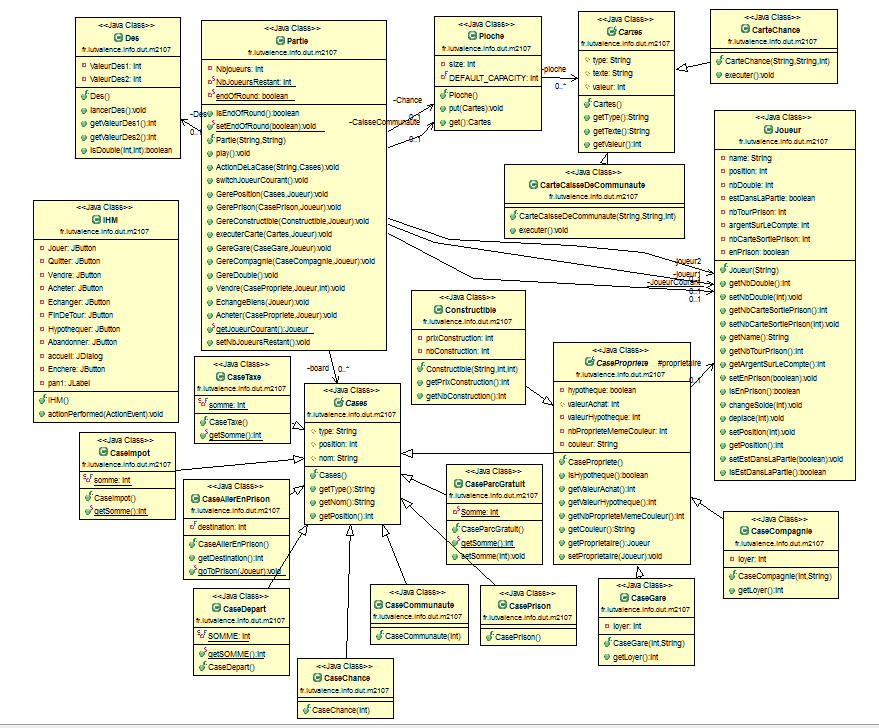 <<Java Class>>
Des
fr.iutvalence.info.dut.m2107
ValeurDes1: int
ValeurDes2: int
Des()
lancerDes():void
getValeurDes1():int
getValeurDes2():int
isDouble(int,int):boolean
<<Java Class>>
Partie
fr.iutvalence.info.dut.m2107
Nbjoueurs: int
NbJoueursRestant: int
endOfRound: boolean
isEndOfRound():boolean
setEndOfRound(boolean):void
Partie(String,String)
play():void
ActionDeLaCase(String,Cases):void
switchJoueurCourant():void
GerePosition(Cases,Joueur):void
GerePrison(CasePrison,Joueur):void
GereConstructible(Constructible,Joueur):void
executerCarte(Cartes,Joueur):void
GereGare(CaseGare,Joueur):void
GereCompagnie(CaseCompagnie,Joueur):void
GereDouble():void
Vendre(CasePropriete,Joueur,int):void
EchangeBiens(Joueur):void
Acheter(CasePropriete,Joueur):void
getJoueurCourant():Joueur
setNbJoueursRestant():void
<<Java Class>>
Pioche
fr.iutvalence.info.dut.m2107
size: int
DEFAULT_CAPACITY: int
Pioche()
put(Cartes):void
get():Cartes
<<Java Class>>
Cartes
fr.iutvalence.info.dut.m2107
type: String
texte: String
valeur: int
Cartes()
getType():String
getTexte():String
getValeur():int
<<Java Class>>
CarteChance
fr.iutvalence.info.dut.m2107
CarteChance(String,String,int)
executer():void
-pioche
0..*
-Chance
0..1
-CaisseCommunaute
0..1
-Des
0..1
<<Java Class>>
CarteCaisseDeCommunaute
fr.iutvalence.info.dut.m2107
CarteCaisseDeCommunaute(String,String,int)
executer():void
<<Java Class>>
Joueur
fr.iutvalence.info.dut.m2107
name: String
position: int
nbDouble: int
estDansLaPartie: boolean
nbTourPrison: int
argentSurLeCompte: int
nbCarteSortiePrison: int
enPrison: boolean
Joueur(String)
getNbDouble():int
setNbDouble(int):void
getNbCarteSortiePrison():int
setNbCarteSortiePrison(int):void
getName():String
getNbTourPrison():int
getArgentSurLeCompte():int
setEnPrison(boolean):void
isEnPrison():boolean
changeSolde(int):void
deplace(int):void
setPosition(int):void
getPosition():int
setEstDansLaPartie(boolean):void
isEstDansLaPartie():boolean
-joueur2
-joueur1
-JoueurCourant
0..1
0..1
<<Java Class>>
IHM
fr.iutvalence.info.dut.m2107
Jouer: JButton
Quitter: JButton
Vendre: JButton
Acheter: JButton
Echanger: JButton
FinDeTour: JButton
Hypothequer: JButton
Abandonner: JButton
accueil: JDialog
Enchere: JButton
pan1: JLabel
IHM()
actionPerformed(ActionEvent):void
<<Java Class>>
Constructible
fr.iutvalence.info.dut.m2107
prixConstruction: int
nbConstruction: int
Constructible(String,int,int)
getPrixConstruction():int
getNbConstruction():int
<<Java Class>>
CasePropriete
fr.iutvalence.info.dut.m2107
hypotheque: boolean
valeurAchat: int
valeurHypotheque: int
nbProprieteMemeCouleur: int
couleur: String
CasePropriete()
isHypotheque():boolean
getValeurAchat():int
getValeurHypotheque():int
getNbProprieteMemeCouleur():int
getCouleur():String
getProprietaire():Joueur
setProprietaire(Joueur):void
#proprietaire
0..1
-board
0..*
<<Java Class>>
CaseTaxe
fr.iutvalence.info.dut.m2107
somme: int
CaseTaxe()
getSomme():int
<<Java Class>>
Cases
fr.iutvalence.info.dut.m2107
type: String
position: int
nom: String
Cases()
getType():String
getNom():String
getPosition():int
<<Java Class>>
CaseImpot
fr.iutvalence.info.dut.m2107
somme: int
CaseImpot()
getSomme():int
<<Java Class>>
CaseAllerEnPrison
fr.iutvalence.info.dut.m2107
destination: int
CaseAllerEnPrison()
getDestination():int
goToPrison(Joueur):void
<<Java Class>>
CaseParcGratuit
fr.iutvalence.info.dut.m2107
Somme: int
CaseParcGratuit()
getSomme():int
setSomme(int):void
<<Java Class>>
CaseCompagnie
fr.iutvalence.info.dut.m2107
loyer: int
CaseCompagnie(int,String)
getLoyer():int
<<Java Class>>
CaseDepart
fr.iutvalence.info.dut.m2107
SOMME: int
getSOMME():int
CaseDepart()
<<Java Class>>
CaseCommunaute
fr.iutvalence.info.dut.m2107
CaseCommunaute(int)
<<Java Class>>
CasePrison
fr.iutvalence.info.dut.m2107
CasePrison()
<<Java Class>>
CaseGare
fr.iutvalence.info.dut.m2107
loyer: int
CaseGare(int,String)
getLoyer():int
<<Java Class>>
CaseChance
fr.iutvalence.info.dut.m2107
CaseChance(int)